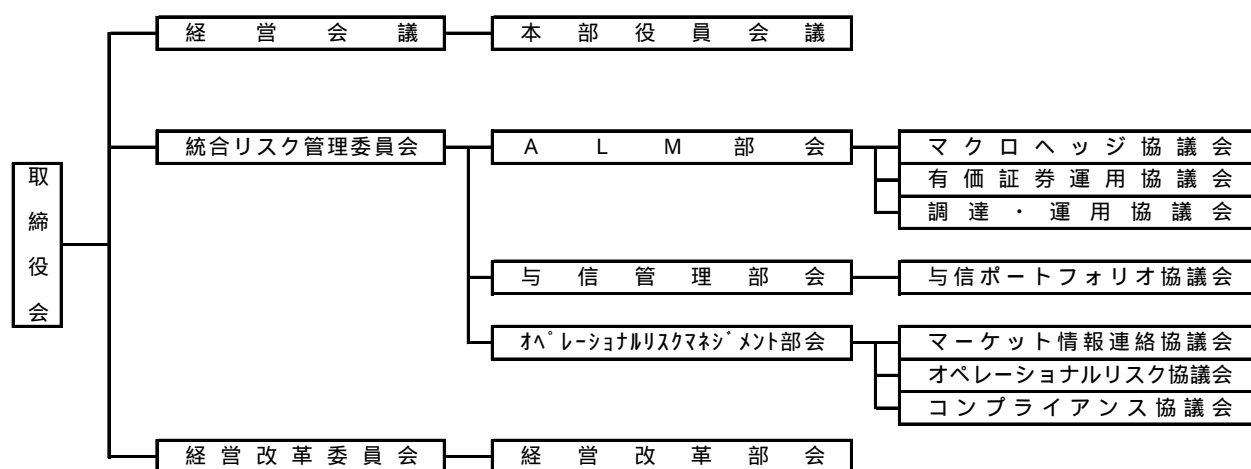 経営会議
本部役員会議
統合リスク管理委員会
ALM部会
マクロヘッジ協議会
有価証券運用協議会
調達・運用協議会
取締役会
与信管理部会
与信ポートフォリオ協議会
ｵﾍﾟﾚｰｼｮﾅﾙﾘｽｸﾏﾈｼﾞﾒﾝﾄ部会
マーケット情報連絡協議会
オペレーショナルリスク協議会
コンプライアンス協議会
経営改革委員会
経営改革部会